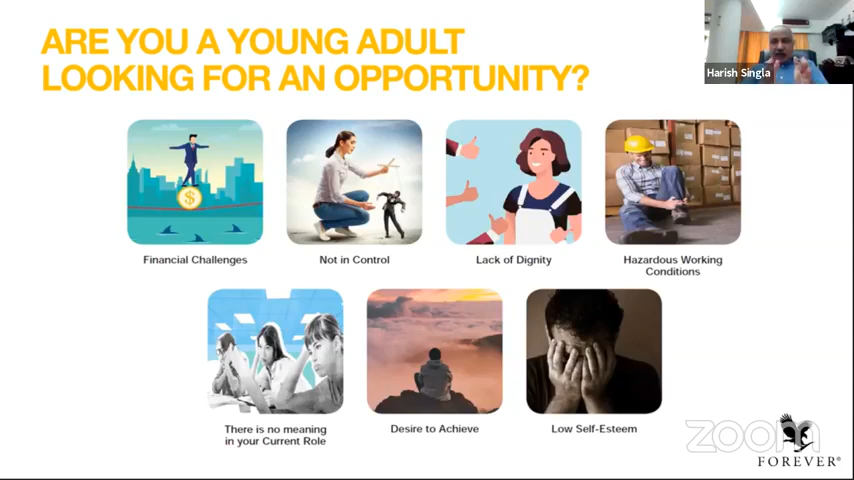 ARE YOU A YOUNG ADULT
LOOKING FOR AN OPPORTUNITY?
Harish Singla
$
Financial Challenges
Not in Control
Lack of Dignity
Hazardous Working
Conditions
There is no meaning
in your Current Role
Desire to Achieve
Low Self-Esteem
zoom
FOREVER®